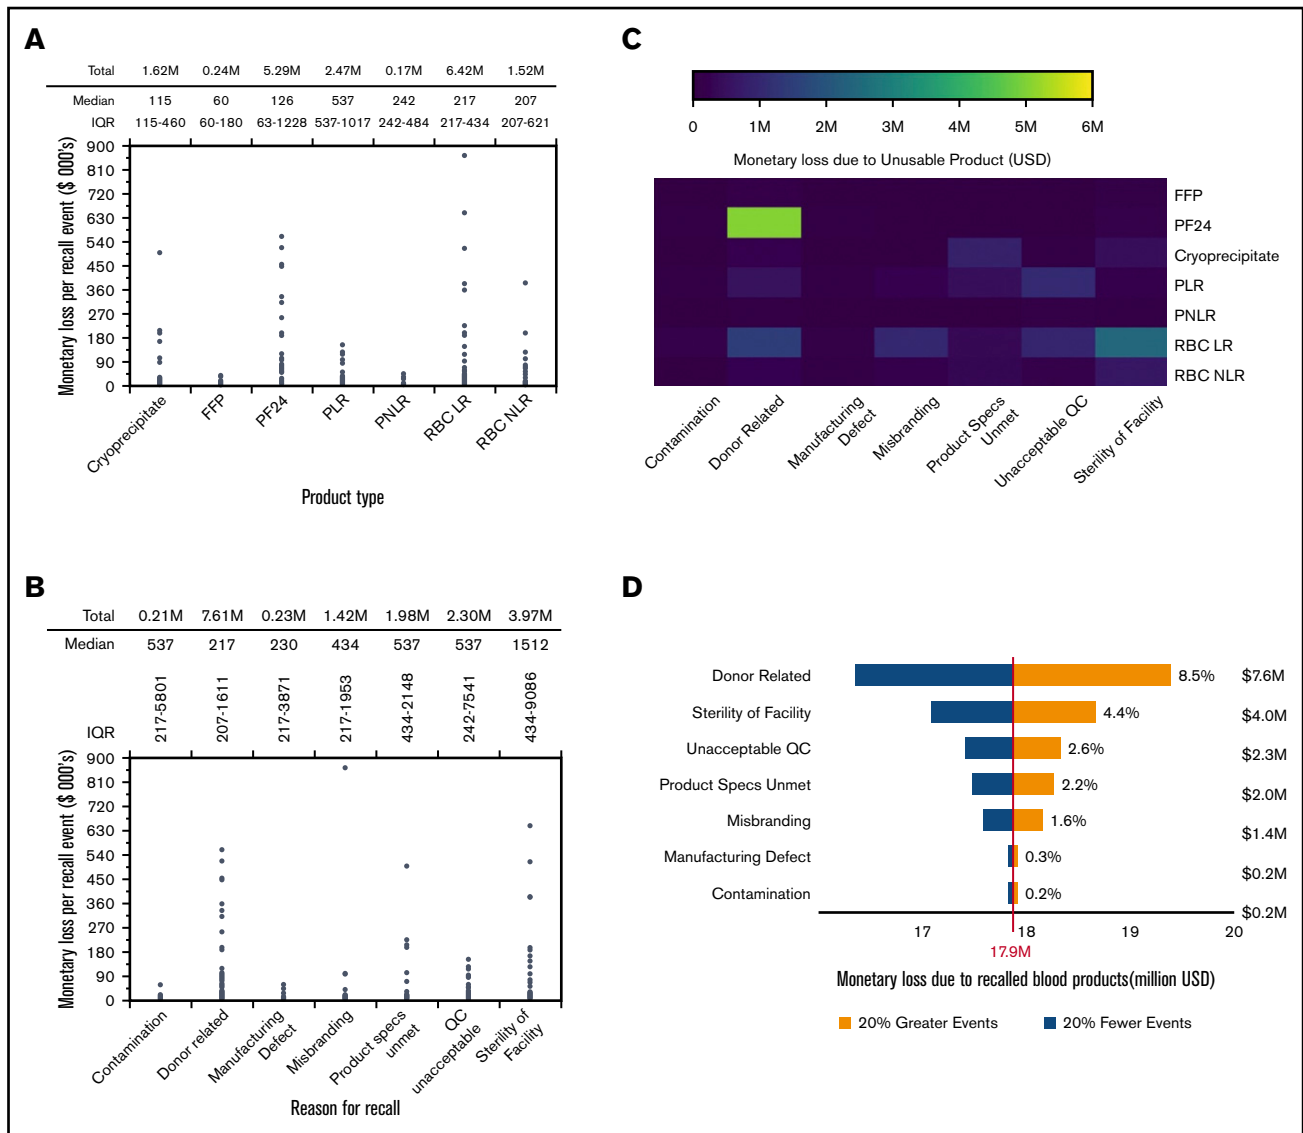 A
Total 1.62M 0.24M 5.29M 2.47M 0.17M 6.42M 1.52M
Median 115 60 126 537 242 217 207
IQR 115-460 60-180 63-1228 537-1017 242-484 217-434 207-621
Monetary loss per recall event ($ 000's)
900
810
720
630
540
450
360
270
180
90
0
Cryoprecipitate
FFP
PF24
PLR
PNLR
RBC LR
RBC NLR
Product type
B
Total 0.21M 7.61M 0.23M 1.42M 1.98M 2.30M 3.97M
Median 537 217 230 434 537 537 1512
IQR 217-5801 207-1611 217-3871 217-1953 434-2148 242-7541 434-9086
Monetary loss per recall event ($ 000's)
900
810
720
630
540
450
360
270
180
90
0
Contamination
Donor related
Manufacturing
Defect
Misbranding
Product specs
unmet
QC
unacceptable
Sterility of
Facility
Reason for recall
C
0 1M 2M 3M 4M 5M 6M
Monetary loss due to Unusable Product (USD)
FFP
PF24
Cryoprecipitate
PLR
PNLR
RBC LR
RBC NLR
Contamination
Donor Related
Manufacturing
Defect
Misbranding
Product Specs
Unmet
Unacceptable QC
Sterility of Facility
D
Donor Related 8.5% $7.6M
Sterility of Facility 4.4% $4.0M
Unacceptable QC 2.6% $2.3M
Product Specs Unmet 2.2% $2.0M
Misbranding 1.6% $1.4M
Manufacturing Defect 0.3% $0.2M
Contamination 0.2% $0.2M
17 18 19 20
17.9M
Monetary loss due to recalled blood products(million USD)
20% Greater Events 20% Fewer Events